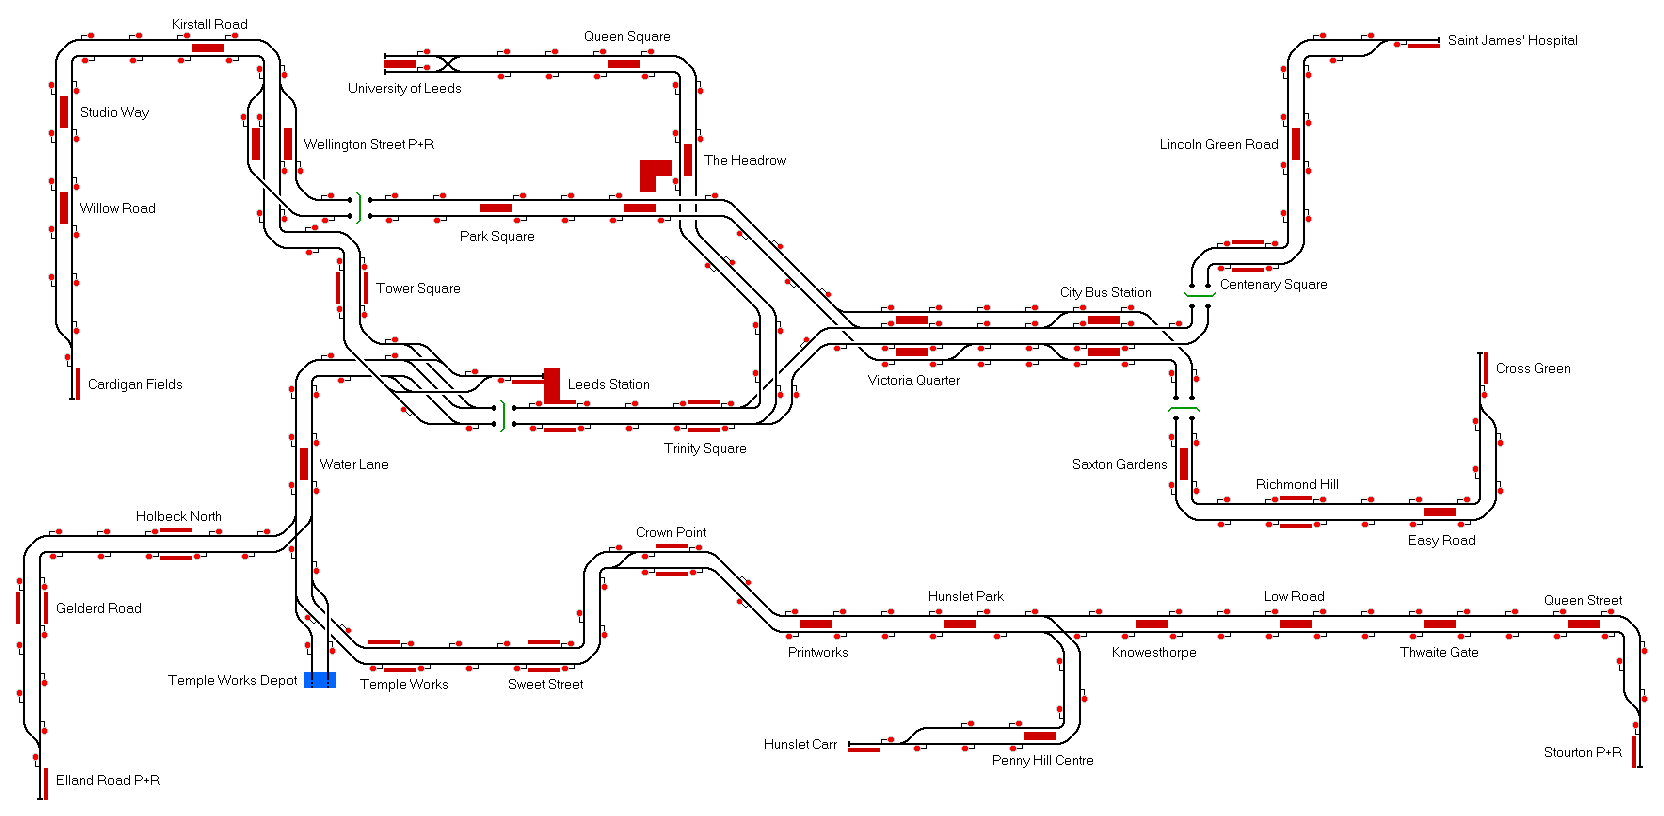 Kirstall Road
Queen Square
Saint James' Hospital
University of Leeds
Studio Way
Wellington Street P+R
Lincoln Green Road
The Headrow
Willow Road
Park Square
Tower Square
Centenary Square
City Bus Station
Cardigan Fields
Leeds Station
Victoria Quarter
Cross Green
Trinity Square
Water Lane
Saxton Gardens
Richmond Hill
Holbeck North
Crown Point
Easy Road
Gelderd Road
Hunslet Park
Low Road
Queen Street
Printworks
Knowesthorpe
Thwaite Gate
Temple Works Depot
Temple Works
Sweet Street
Hunslet Carr
Penny Hill Centre
Stourton P+R
Elland Road P+R